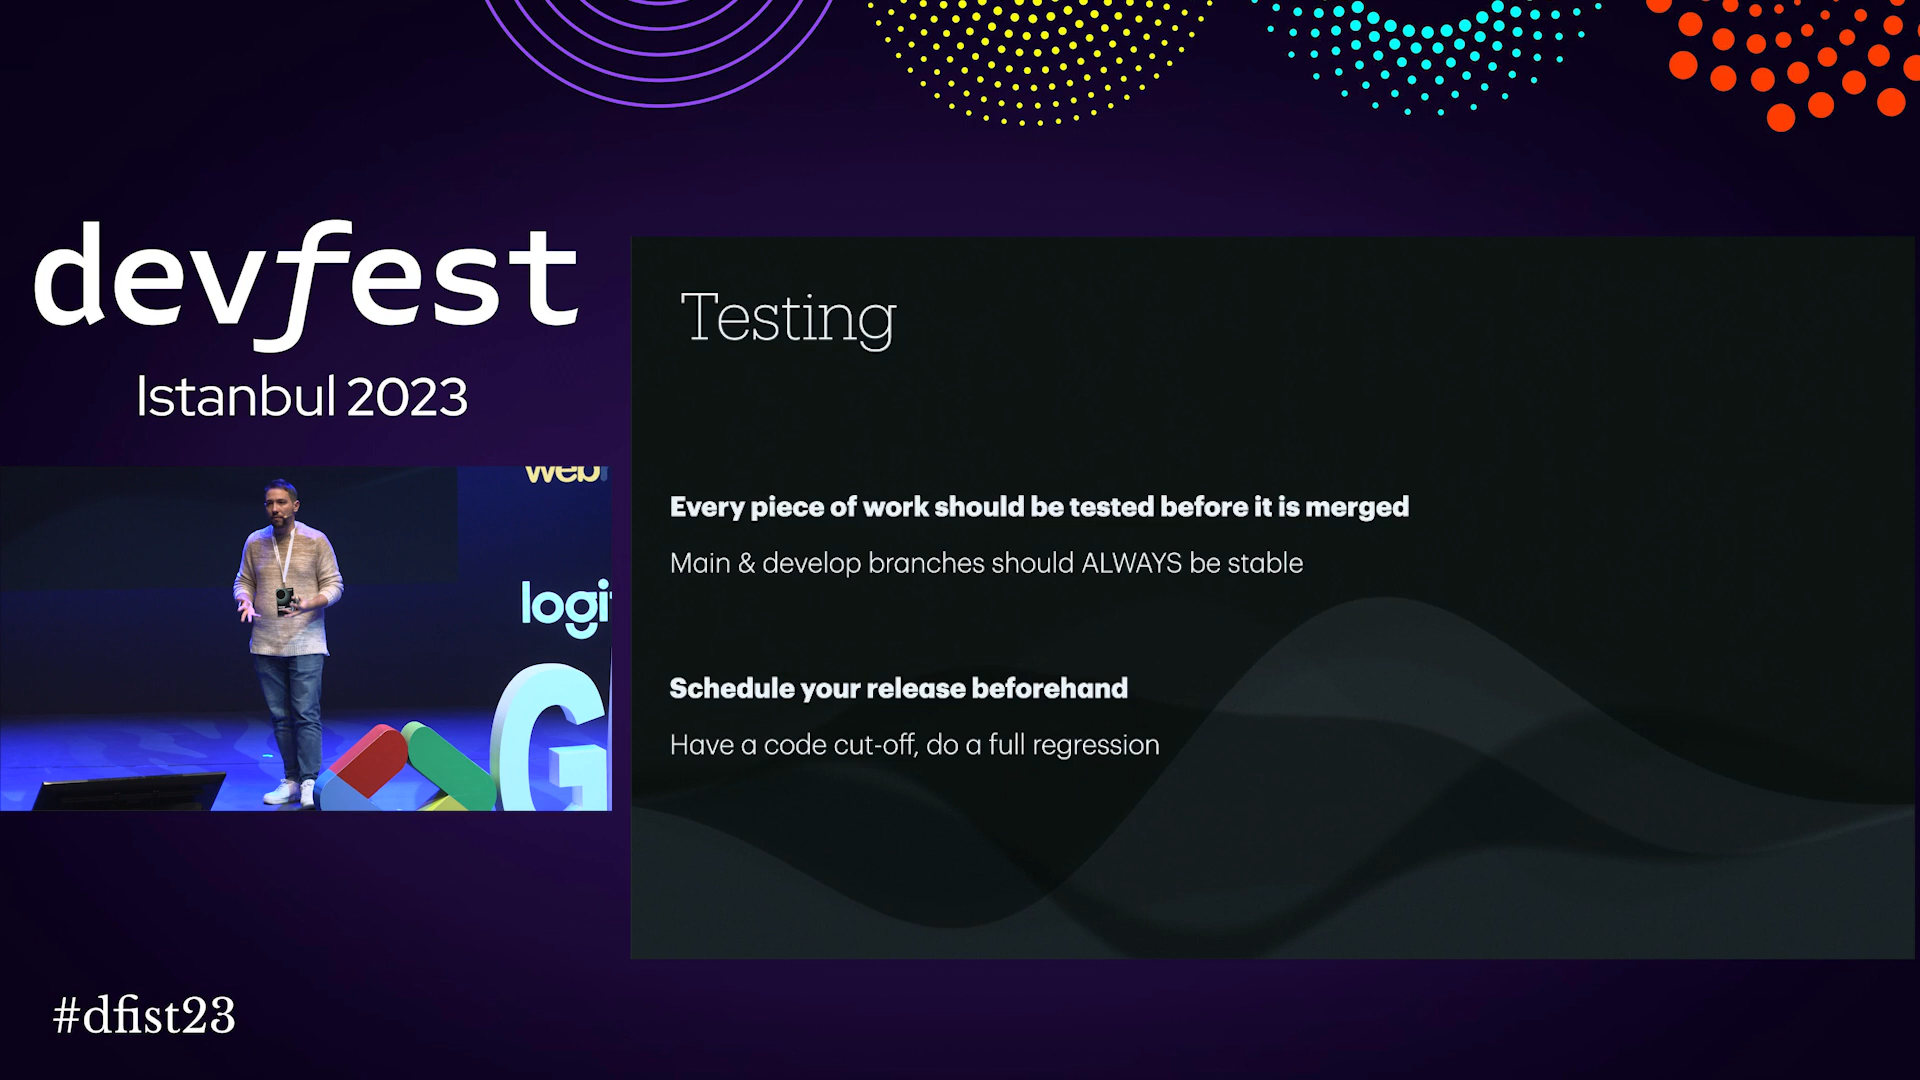 devfest
Istanbul 2023
Testing
Every piece of work should be tested before it is merged
Main & develop branches should ALWAYS be stable
Schedule your release beforehand
Have a code cut-off, do a full regression
#dfist23